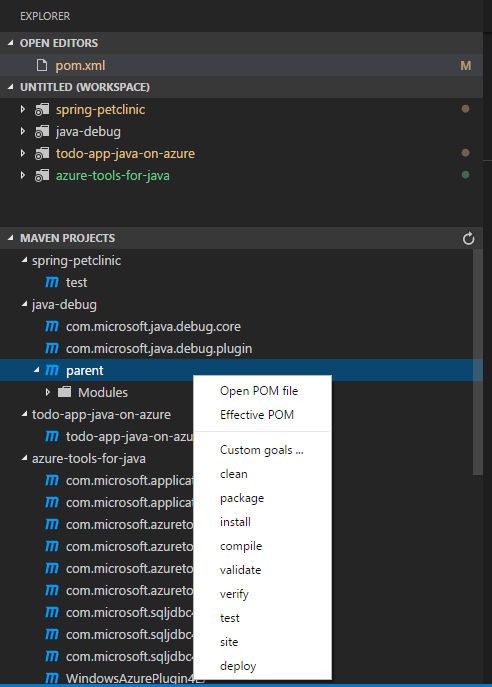 EXPLORER
OPEN EDITORS
pom.xml M
UNTITLED (WORKSPACE)
spring-petclinic
java-debug
todo-app-java-on-azure
azure-tools-for-java
MAVEN PROJECTS
spring-petclinic
m test
java-debug
m com.microsoft.java.debug.core
m com.microsoft.java.debug.plugin
m parent
Modules
todo-app-java-on-azure
m todo-app-java-on-azu
azure-tools-for-java
m com.microsoft.applicat
m com.microsoft.applicat
m com.microsoft.azureto
m com.microsoft.azureto
m com.microsoft.azureto
m com.microsoft.azureto
m com.microsoft.sqljdbc4
m com.microsoft.sqljdbc4
m com.microsoft.sqljdbc4
m WindowsAzurePlugin4
Open POM file
Effective POM
Custom goals ...
clean
package
install
compile
validate
verify
test
site
deploy